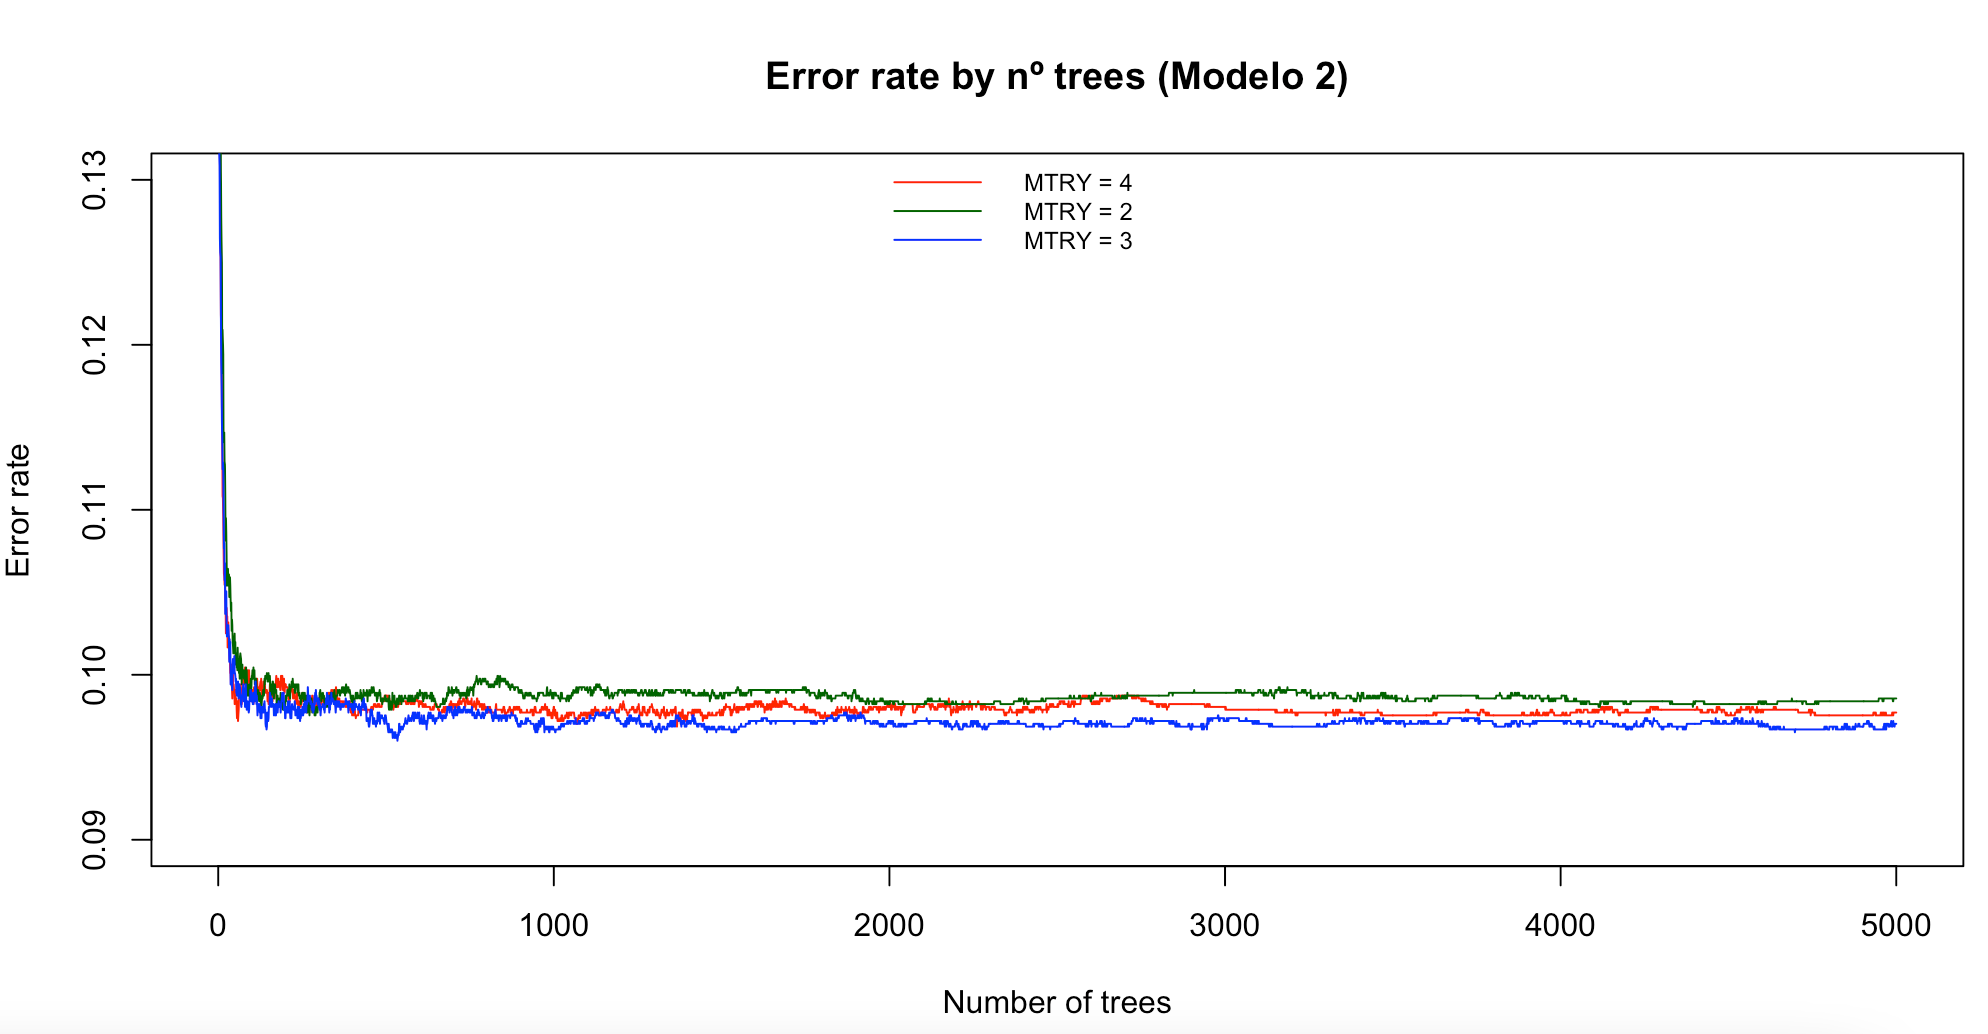 Error rate by nº trees (Modelo 2)
MTRY = 4
MTRY = 2
MTRY = 3
Error rate
0.13
0.12
0.11
0.10
0.09
0 1000 2000 3000 4000 5000
Number of trees